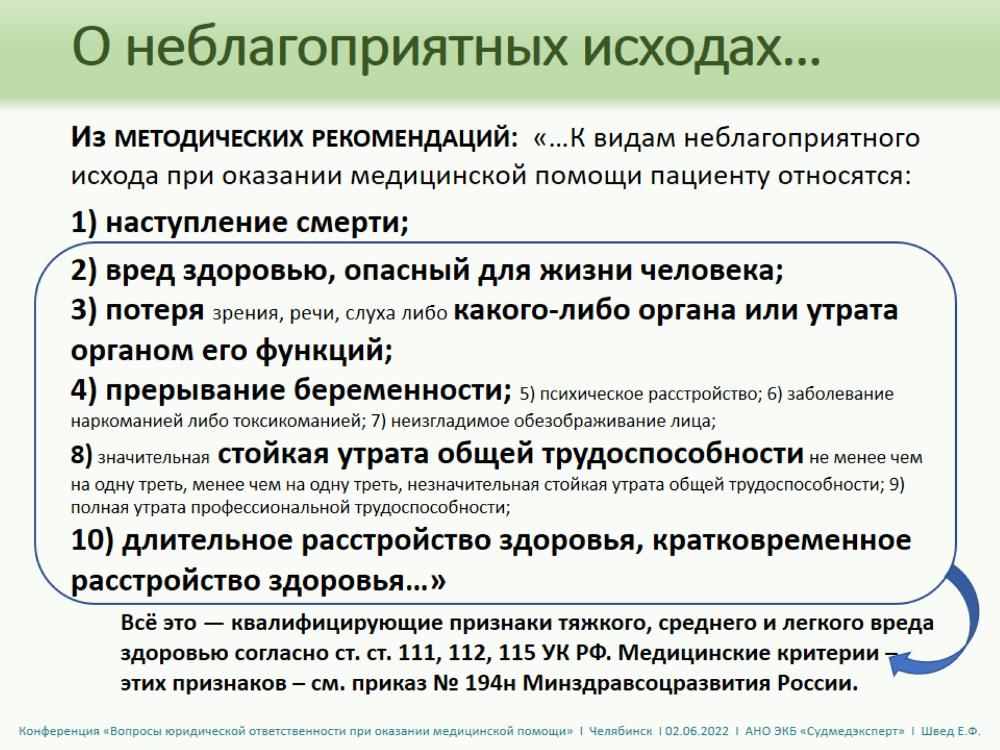 О неблагоприятных исходах...
Из МЕТОДИЧЕСКИХ РЕКОМЕНДАЦИЙ: «...К видам неблагоприятного
исхода при оказании медицинской помощи пациенту относятся:
1) наступление смерти;
2) вред здоровью, опасный для жизни человека;
3) потеря зрения, речи, слуха либо какого-либо органа или утрата
органом его функций;
4) прерывание беременности; 5) психическое расстройство; 6) заболевание
наркоманией либо токсикоманией; 7) неизгладимое обезображивание лица;
8) значительная стойкая утрата общей трудоспособности не менее чем
на одну треть, менее чем на одну треть, незначительная стойкая утрата общей трудоспособности; 9)
полная утрата профессиональной трудоспособности;
10) длительное расстройство здоровья, кратковременное
расстройство здоровья...»
Всё это — квалифицирующие признаки тяжкого, среднего и легкого вреда
здоровью согласно ст. ст. 111, 112, 115 УК РФ. Медицинские критерии –
этих признаков – см. приказ № 194н Минздравсоцразвития России.
Конференция «Вопросы юридической ответственности при оказании медицинской помощи» I Челябинск I 02.06.2022 I АНО ЭКБ «Судмедэксперт» I Швед Е.Ф.